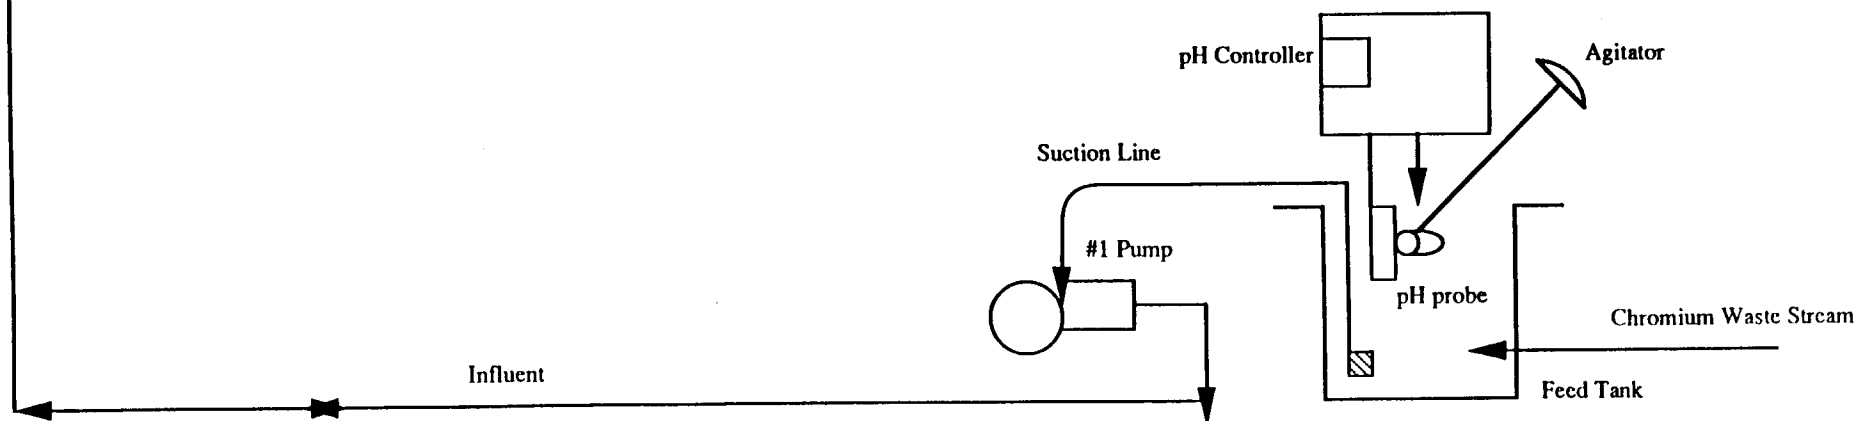 pH Controller
Agitator
Suction Line
#1 Pump
pH probe
Chromium Waste Stream
Influent
Feed Tank